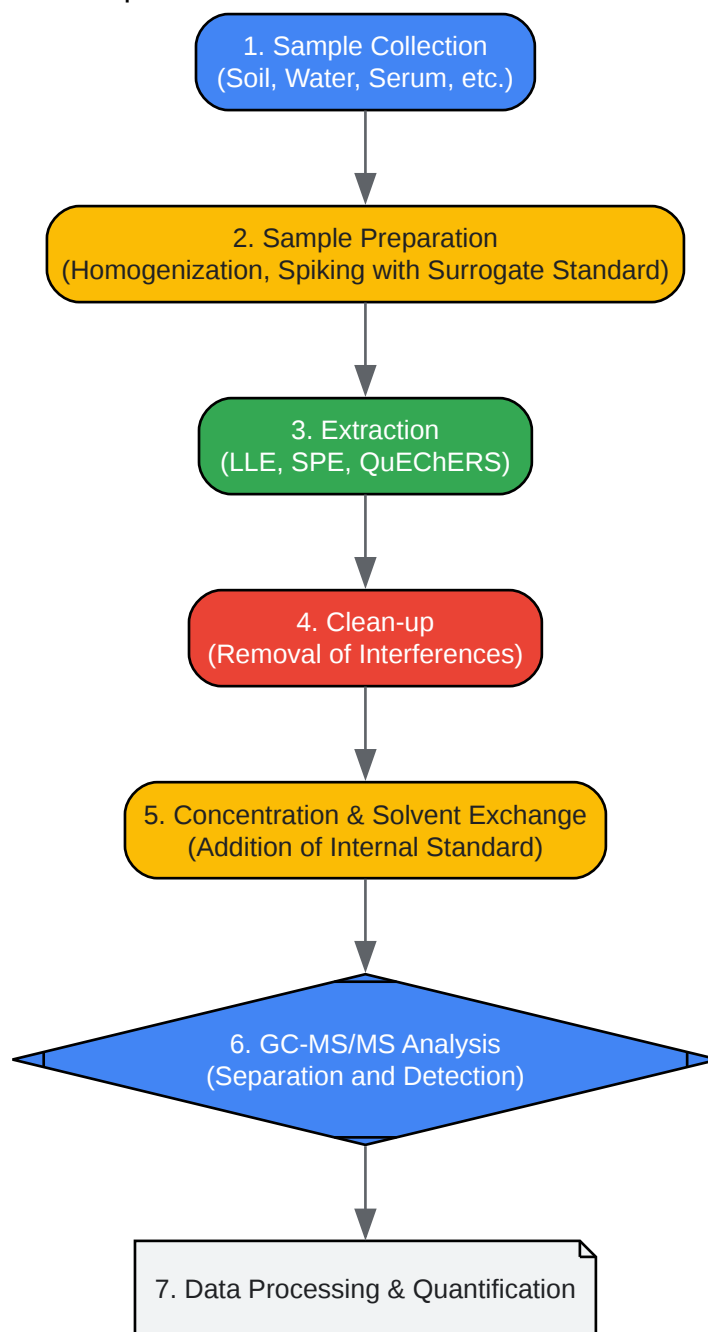 1. Sample Collection
(Soil, Water, Serum, etc.)
2. Sample Preparation
(Homogenization, Spiking with Surrogate Standard)
3. Extraction
(LLE, SPE, QuEChERS)
4. Clean-up
(Removal of Interferences)
5. Concentration & Solvent Exchange
(Addition of Internal Standard)
6. GC-MS/MS Analysis
(Separation and Detection)
7. Data Processing & Quantification